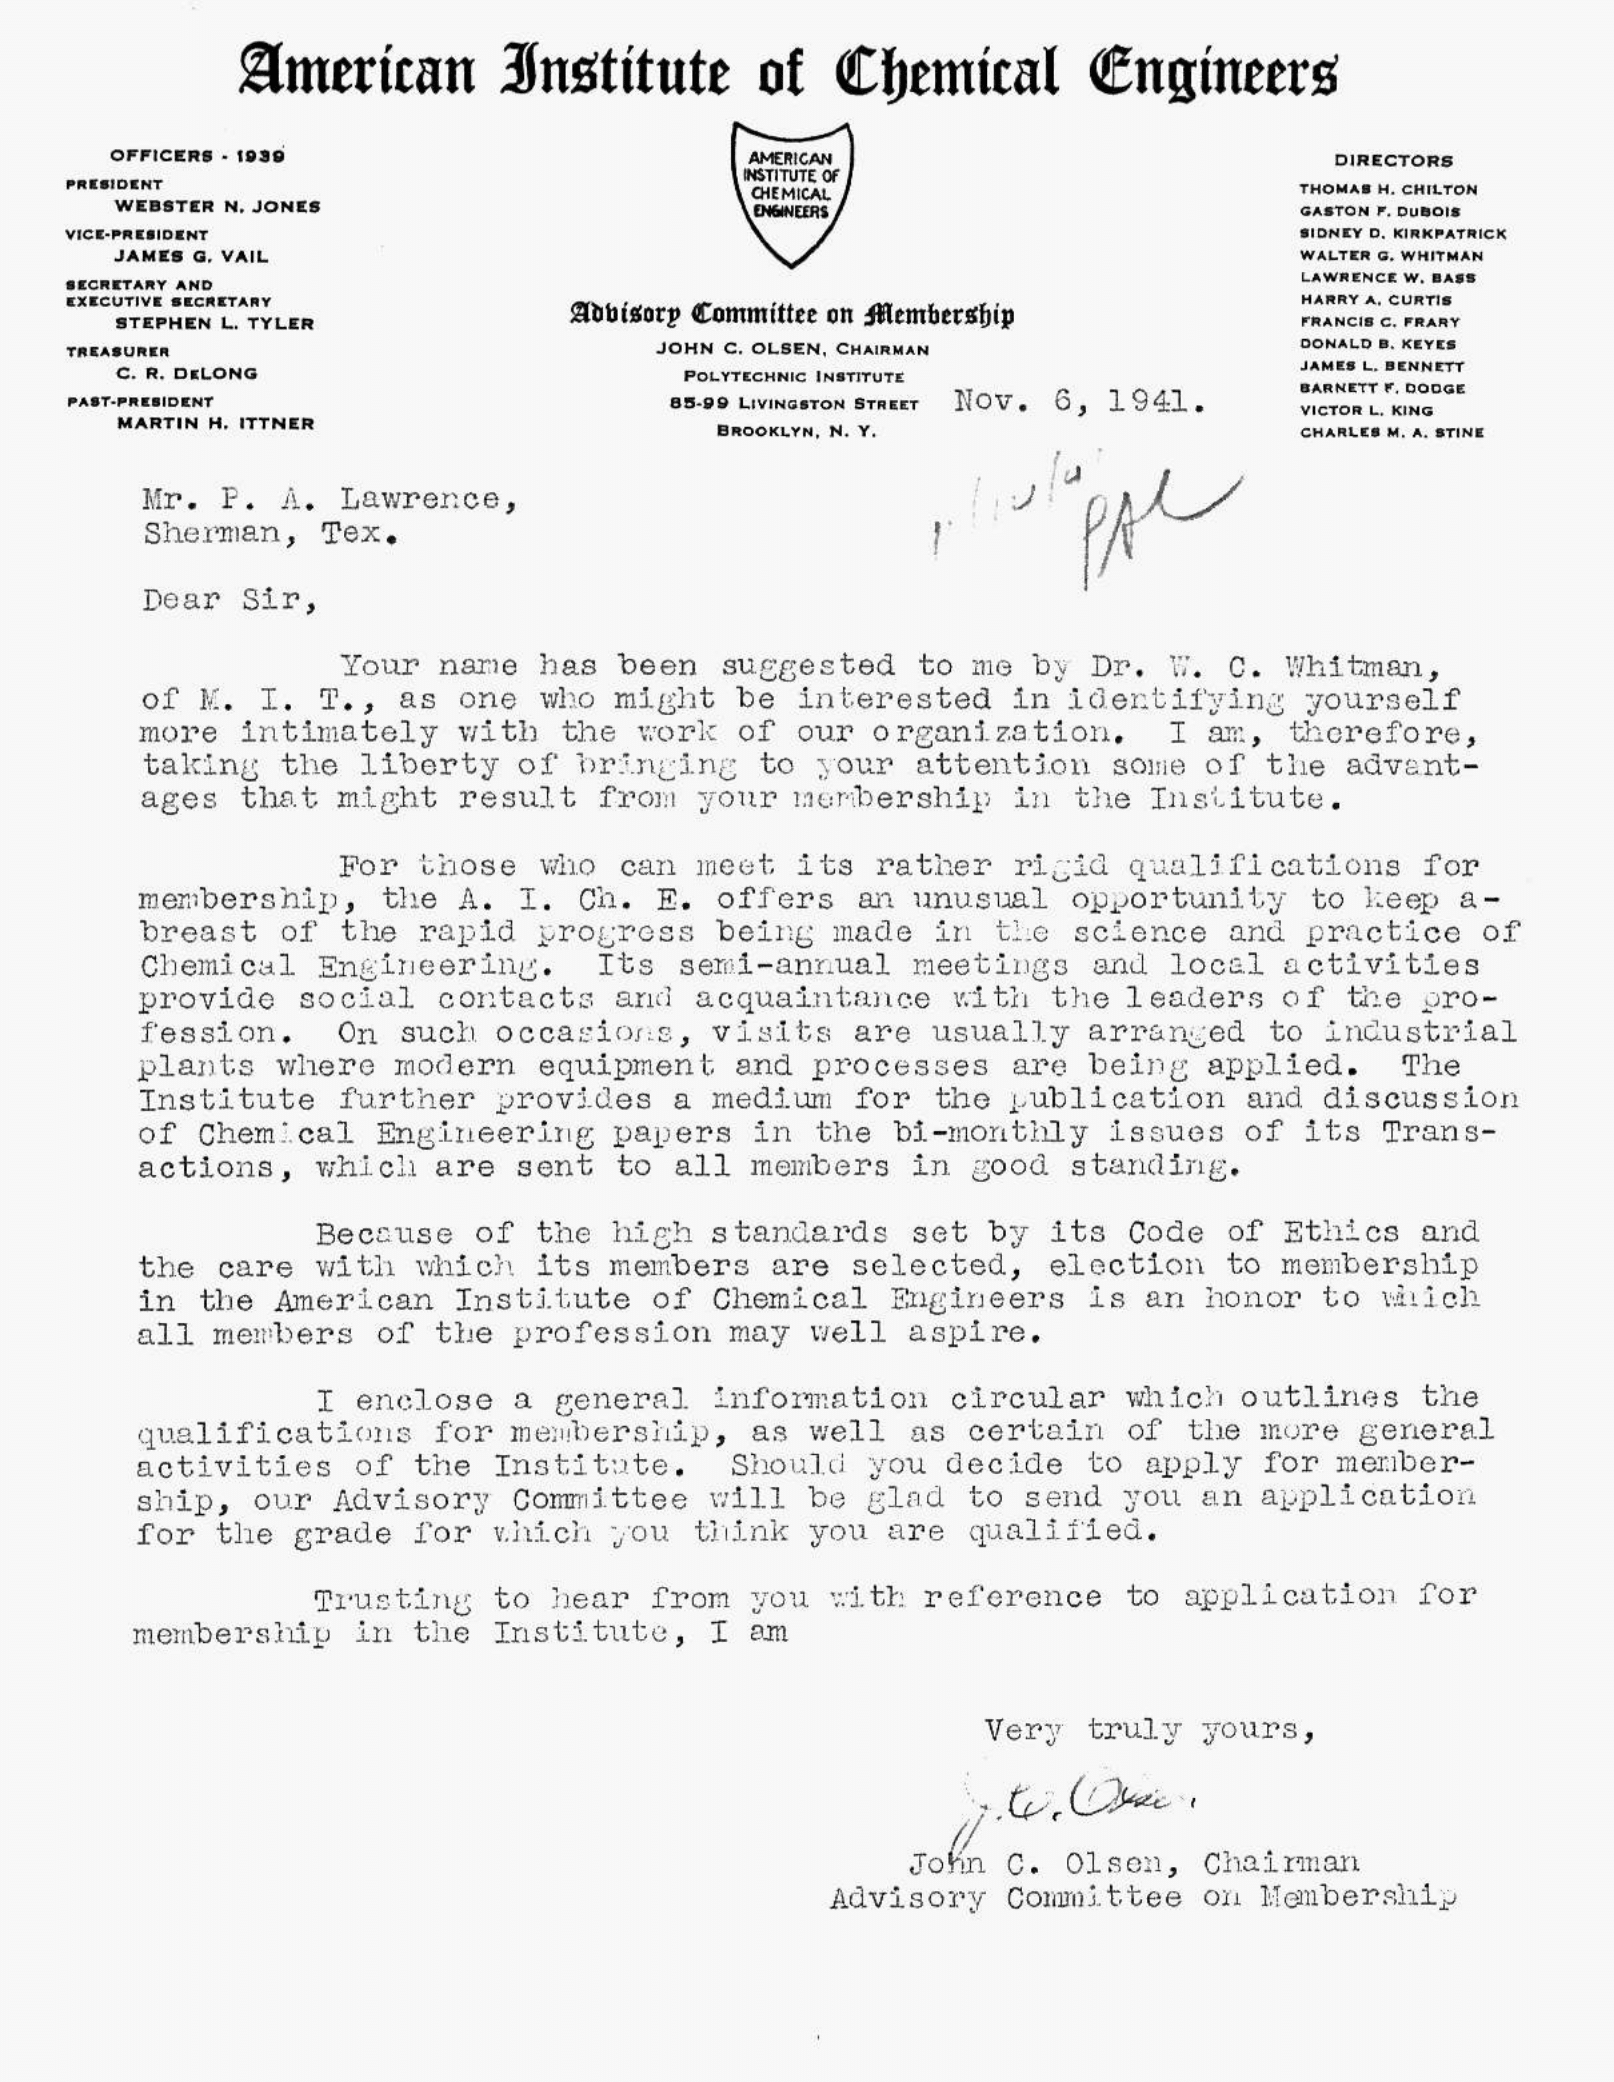 American Institute of Chemical Engineers
AMERICAN
INSTITUTE OF
CHEMICAL
ENGINEERS
OFFICERS - 1939
PRESIDENT
WEBSTER N. JONES
VICE-PRESIDENT
JAMES G. VAIL
SECRETARY AND
EXECUTIVE SECRETARY
STEPHEN L. TYLER
TREASURER
C. R. DELONG
PAST-PRESIDENT
MARTIN H. ITTNER
Advisory Committee on Membership
JOHN C. OLSEN, CHAIRMAN
POLYTECHNIC INSTITUTE
85-99 LIVINGSTON STREET
BROOKLYN, N. Y.
DIRECTORS
THOMAS H. CHILTON
GASTON F. DUBOIS
SIDNEY D. KIRKPATRICK
WALTER G. WHITMAN
LAWRENCE W. BASS
HARRY A. CURTIS
FRANCIS C. FRARY
DONALD B. KEYES
JAMES L. BENNETT
BARNETT F. DODGE
VICTOR L. KING
CHARLES M. A. STINE
Nov. 6, 1941.
PAL
Mr. P. A. Lawrence,
Sherman, Tex.
Dear Sir,
Your name has been suggested to me by Dr. W. C. Whitman,
of M. I. T., as one who might be interested in identifying yourself
more intimately with the work of our organization. I am, therefore,
taking the liberty of bringing to your attention some of the advant-
ages that might result from your membership in the Institute.
For those who can meet its rather rigid qualifications for
membership, the A. I. Ch. E. offers an unusual opportunity to keep a-
breast of the rapid progress being made in the science and practice of
Chemical Engineering. Its semi-annual meetings and local activities
provide social contacts and acquaintance with the leaders of the pro-
fession. On such occasions, visits are usually arranged to industrial
plants where modern equipment and processes are being applied. The
Institute further provides a medium for the publication and discussion
of Chemical Engineering papers in the bi-monthly issues of its Trans-
actions, which are sent to all members in good standing.
Because of the high standards set by its Code of Ethics and
the care with which its members are selected, election to membership
in the American Institute of Chemical Engineers is an honor to which
all members of the profession may well aspire.
I enclose a general information circular which outlines the
qualifications for membership, as well as certain of the more general
activities of the Institute. Should you decide to apply for member-
ship, our Advisory Committee will be glad to send you an application
for the grade for which you think you are qualified.
Trusting to hear from you with reference to application for
membership in the Institute, I am
Very truly yours,
J. C. Olsen.
John C. Olsen, Chairman
Advisory Committee on Membership